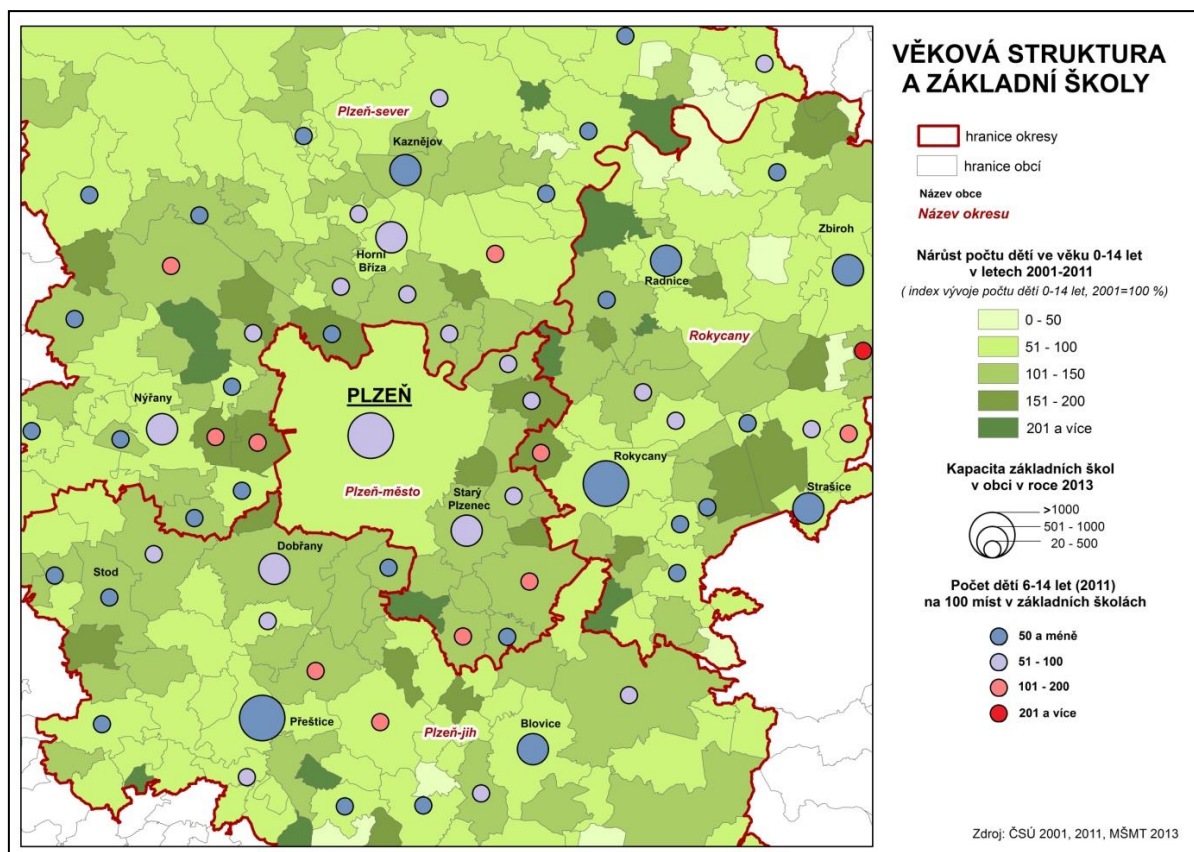 VĚKOVÁ STRUKTURA
A ZÁKLADNÍ ŠKOLY
hranice okresy
hranice obcí
Název obce
Název okresu
Nárůst počtu dětí ve věku 0-14 let
v letech 2001-2011
( index vývoje počtu dětí 0-14 let, 2001=100 %)
0 - 50
51 - 100
101 - 150
151 - 200
201 a více
Kapacita základních škol
v obci v roce 2013
>1000
501 - 1000
20 - 500
Počet dětí 6-14 let (2011)
na 100 míst v základních školách
50 a méně
51 - 100
101 - 200
201 a více
Zdroj: ČSÚ 2001, 2011, MŠMT 2013
Plzeň-sever
Kaznějov
Zbiroh
Horní
Bříza
Radnice
Rokycany
PLZEŇ
Nýřany
Rokycany
Plzeň-město
Starý
Plzenec
Strašice
Dobřany
Stod
Přeštice
Plzeň-jih
Blovice